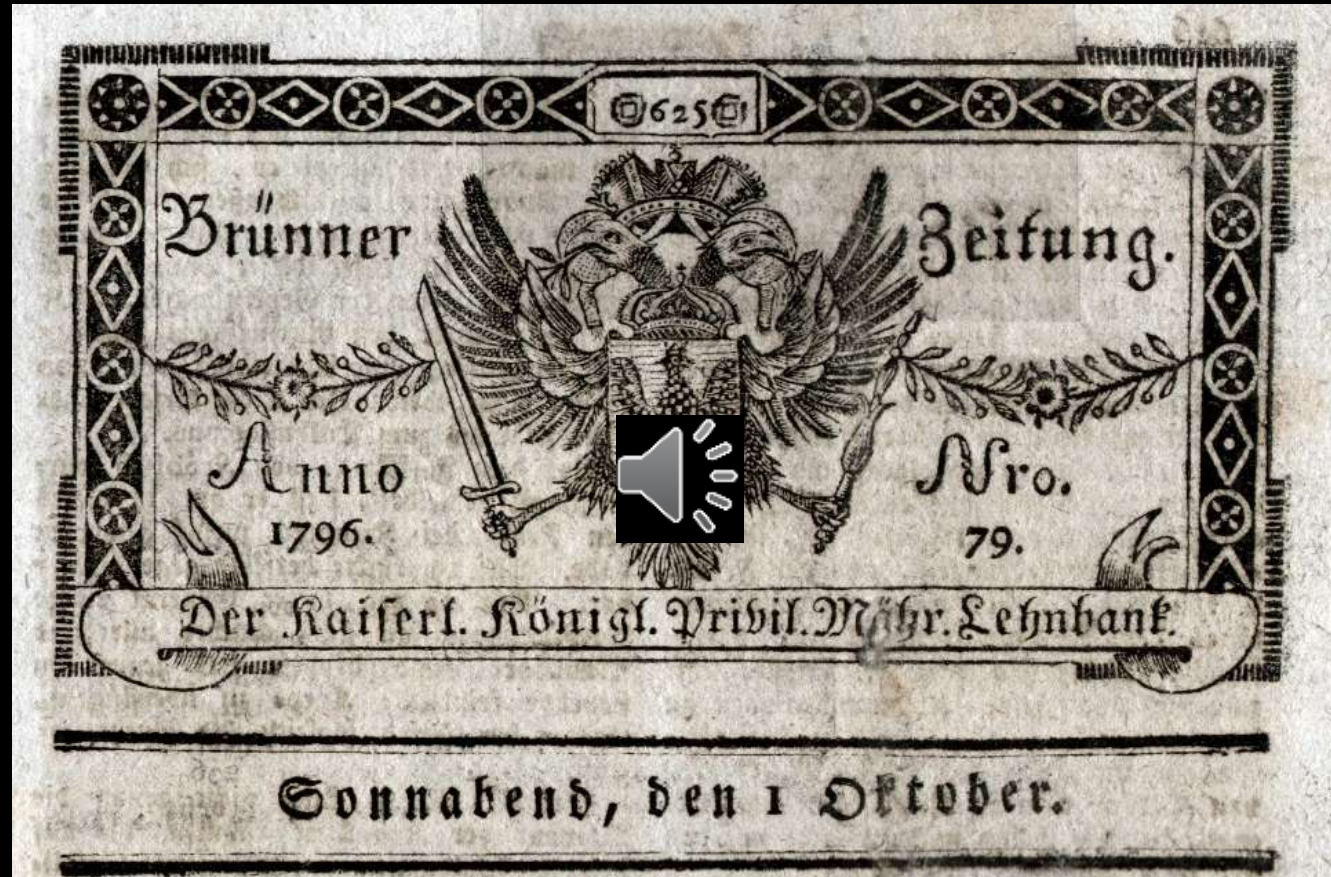 625
Brünner Zeitung.
Anno Nro.
1796. 79.
Der Kaiserl. Königl. Privil. Mähr. Lehnbank.
Sonnabend, den 1 Oktober.